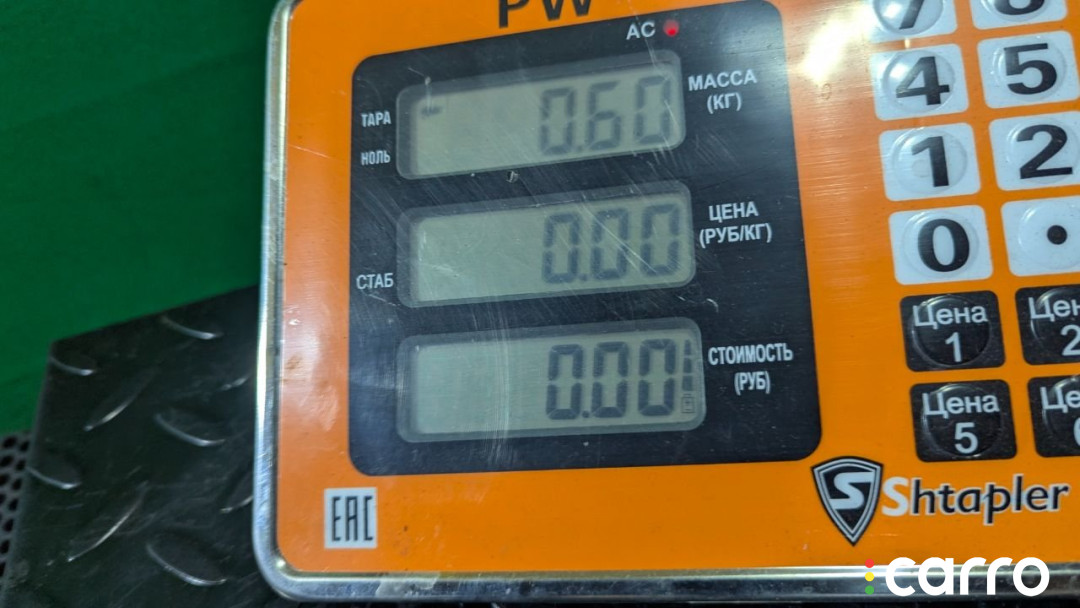 PW
AC
ТАРА
НОЛЬ
0.60
МАССА
(КГ)
СТАБ
0.00
ЦЕНА
(РУБ/КГ)
0.00
СТОИМОСТЬ
(РУБ)
4
5
1
2
0
.
Цена
1
2
Цена
5
EAC
S
Shtapler
carro